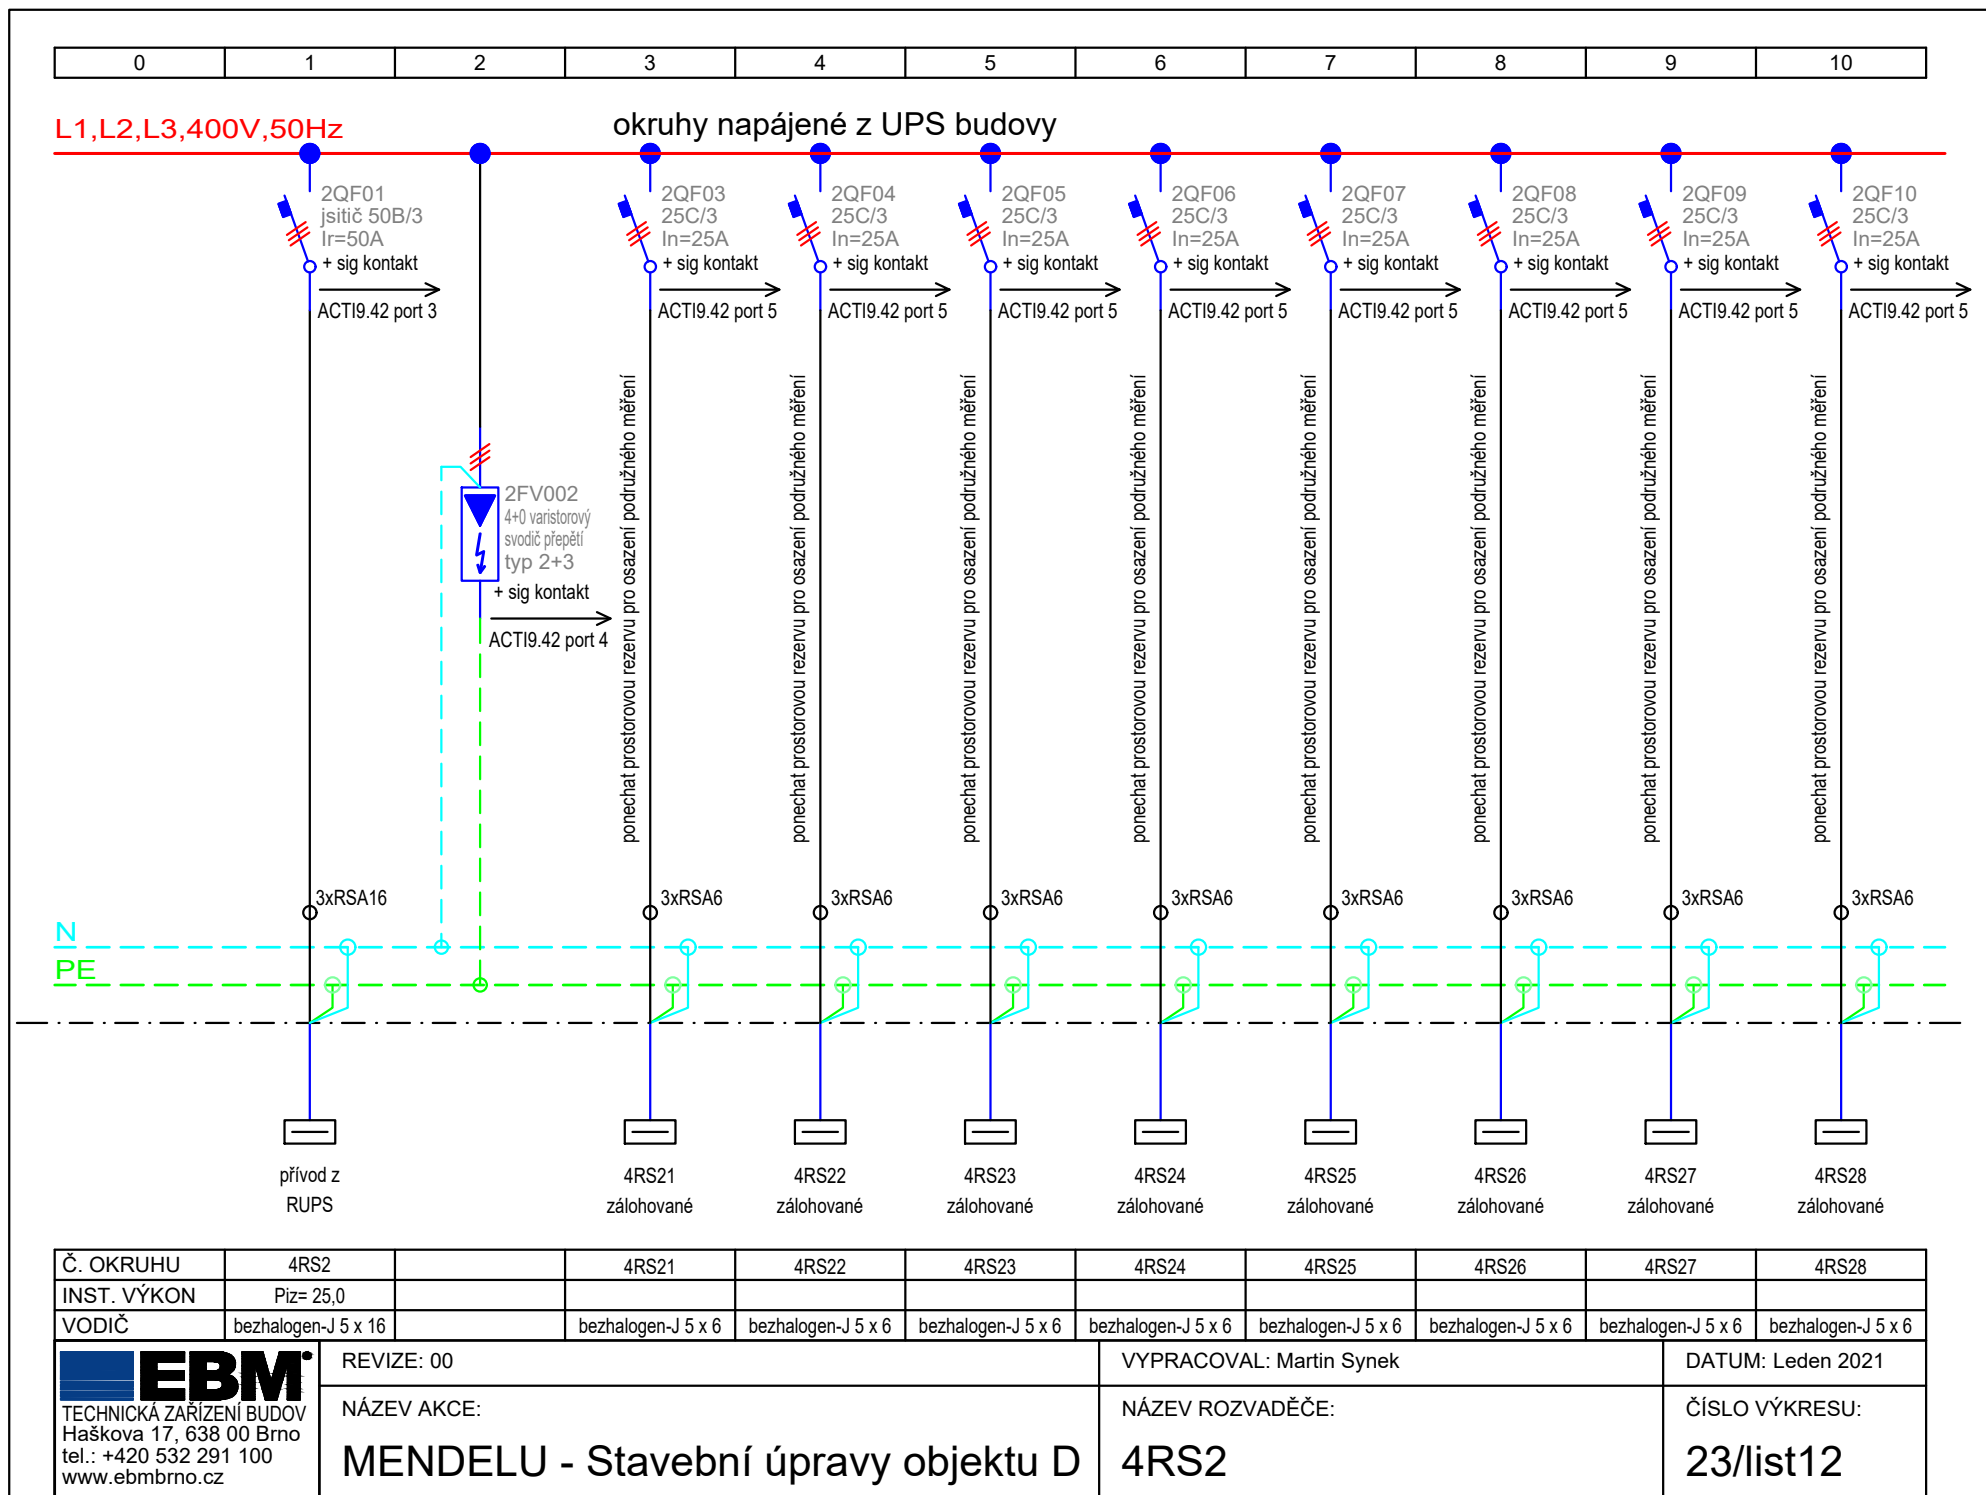 0 1 2 3 4 5 6 7 8 9 10
L1,L2,L3,400V,50Hz
okruhy napájené z UPS budovy
2QF01
jsitič 50B/3
Ir=50A
+ sig kontakt
ACTI9.42 port 3
2FV002
4+0 varistorový
svodič přepětí
typ 2+3
+ sig kontakt
ACTI9.42 port 4
2QF03
25C/3
In=25A
+ sig kontakt
ACTI9.42 port 5
ponechat prostorovou rezervu pro osazení podružného měření
2QF04
25C/3
In=25A
+ sig kontakt
ACTI9.42 port 5
ponechat prostorovou rezervu pro osazení podružného měření
2QF05
25C/3
In=25A
+ sig kontakt
ACTI9.42 port 5
ponechat prostorovou rezervu pro osazení podružného měření
2QF06
25C/3
In=25A
+ sig kontakt
ACTI9.42 port 5
ponechat prostorovou rezervu pro osazení podružného měření
2QF07
25C/3
In=25A
+ sig kontakt
ACTI9.42 port 5
ponechat prostorovou rezervu pro osazení podružného měření
2QF08
25C/3
In=25A
+ sig kontakt
ACTI9.42 port 5
ponechat prostorovou rezervu pro osazení podružného měření
2QF09
25C/3
In=25A
+ sig kontakt
ACTI9.42 port 5
ponechat prostorovou rezervu pro osazení podružného měření
2QF10
25C/3
In=25A
+ sig kontakt
ACTI9.42 port 5
ponechat prostorovou rezervu pro osazení podružného měření
3xRSA16 3xRSA6 3xRSA6 3xRSA6 3xRSA6 3xRSA6 3xRSA6 3xRSA6 3xRSA6
N
PE
přívod z 4RS21 4RS22 4RS23 4RS24 4RS25 4RS26 4RS27 4RS28
RUPS zálohované zálohované zálohované zálohované zálohované zálohované zálohované zálohované
Č. OKRUHU 4RS2 4RS21 4RS22 4RS23 4RS24 4RS25 4RS26 4RS27 4RS28
INST. VÝKON Piz= 25,0
VODIČ bezhalogen-J 5 x 16 bezhalogen-J 5 x 6 bezhalogen-J 5 x 6 bezhalogen-J 5 x 6 bezhalogen-J 5 x 6 bezhalogen-J 5 x 6 bezhalogen-J 5 x 6 bezhalogen-J 5 x 6 bezhalogen-J 5 x 6
EBM
TECHNICKÁ ZAŘÍZENÍ BUDOV
Haškova 17, 638 00 Brno
tel.: +420 532 291 100
www.ebmbrno.cz
REVIZE: 00
VYPRACOVAL: Martin Synek
DATUM: Leden 2021
NÁZEV AKCE:
MENDELU - Stavební úpravy objektu D
NÁZEV ROZVADĚČE:
4RS2
ČÍSLO VÝKRESU:
23/list12